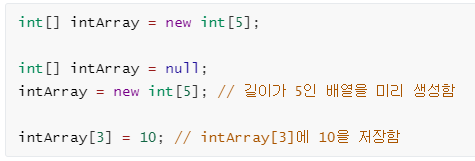 int[] intArray = new int[5];
int[] intArray = null;
intArray = new int[5]; // 길이가 5인 배열을 미리 생성함
intArray[3] = 10; // intArray[3]에 10을 저장함